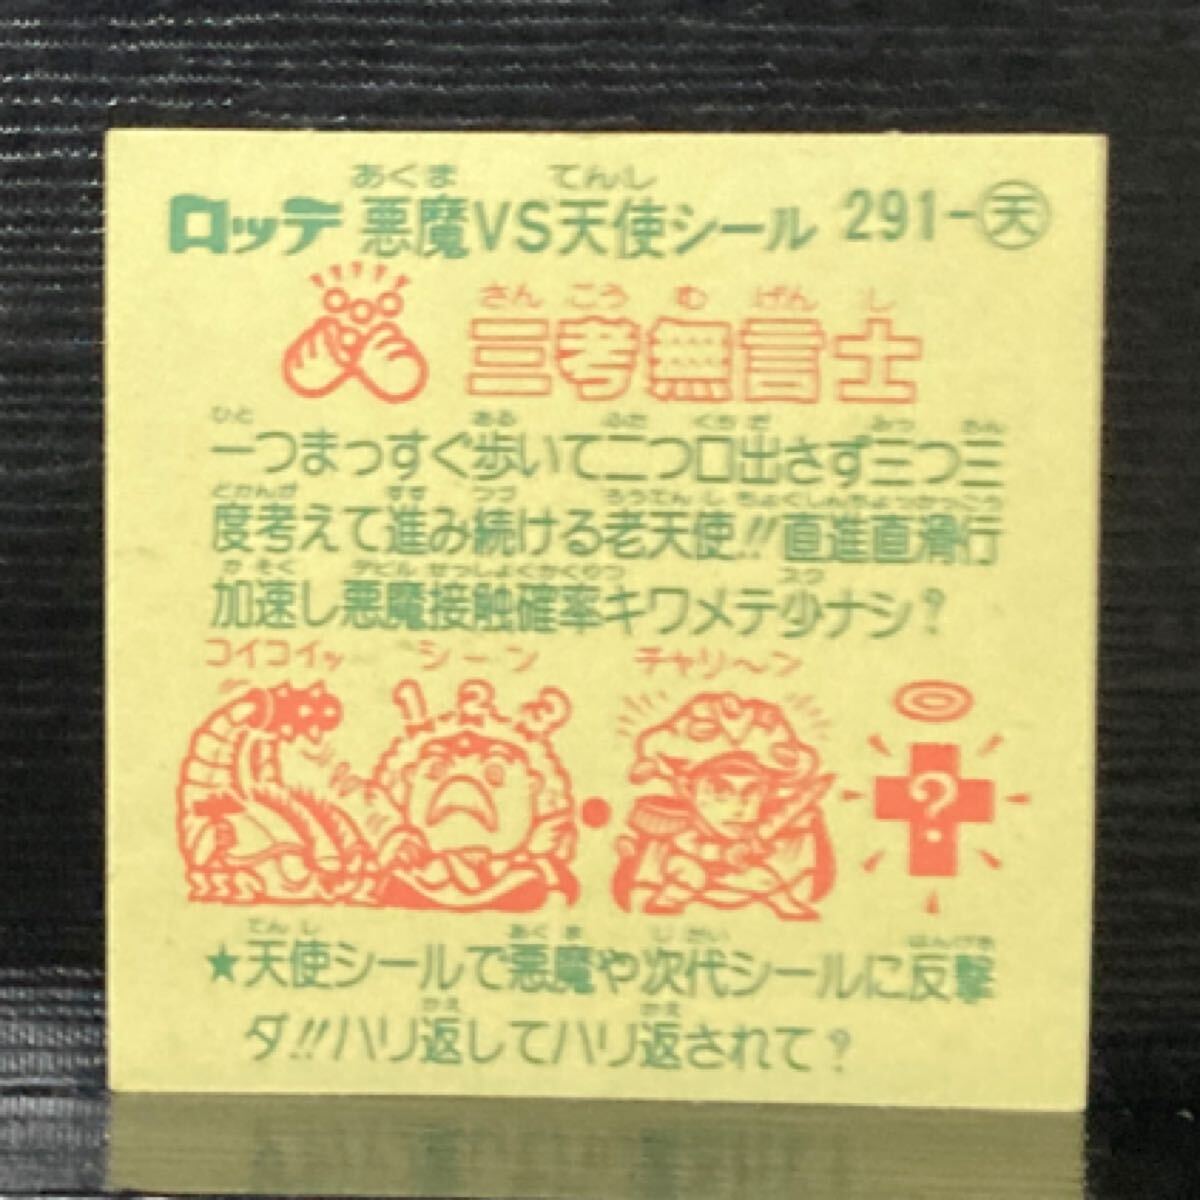 あくま てんし
ロッテ 悪魔VS天使シール 291-天
さんこうむげんし
三考無言士
ひと ある ふた くちだ みっ さん
一つまっすぐ歩いて二つ口出さず三つ三
どかんが すす つづ ろうてんし ちょくしんちょっかっこう
度考えて進み続ける老天使!!直進直滑行
かそく デビル せっしょくかくりつ スク
加速し悪魔接触確率キワメテ少ナシ?
コイコイッ シーン チャリ〜ン
1 2 3
?
てんし あくま じだい はんげき
★天使シールで悪魔や次代シールに反撃
かえ かえ
ダ!!ハリ返してハリ返されて?